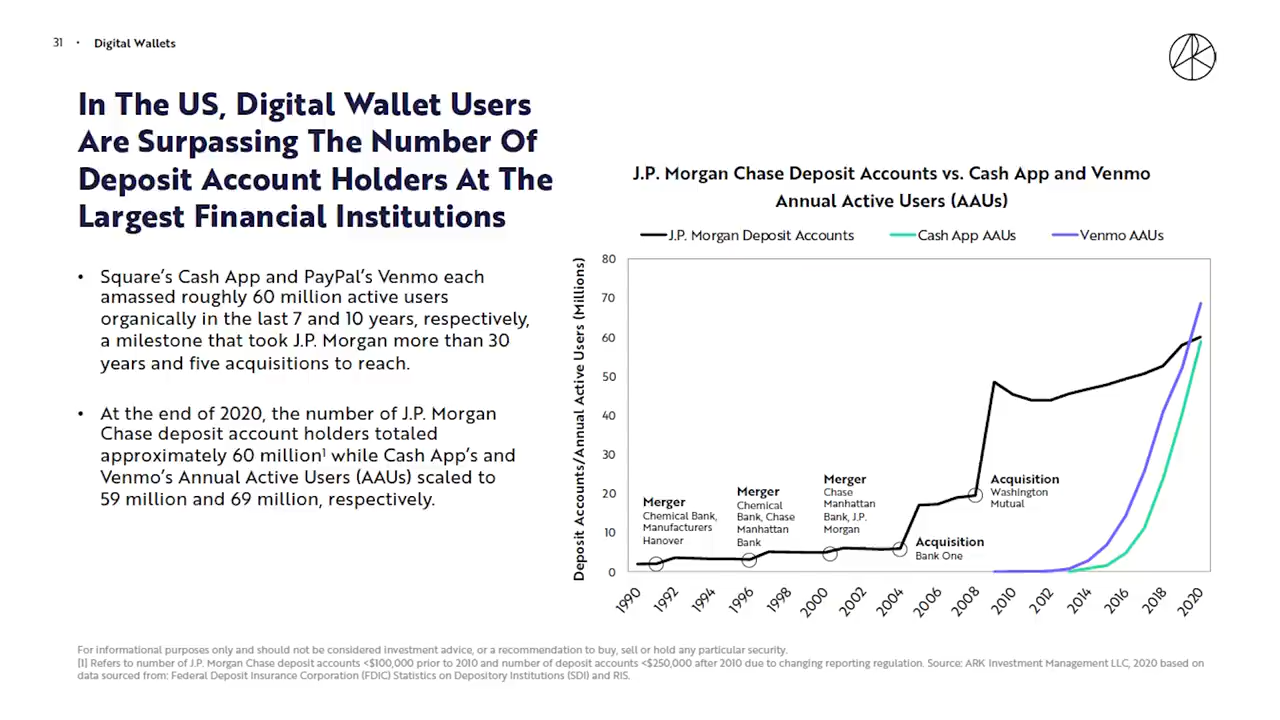 31 • Digital Wallets
In The US, Digital Wallet Users
Are Surpassing The Number Of
Deposit Account Holders At The
Largest Financial Institutions
• Square's Cash App and PayPal's Venmo each
amassed roughly 60 million active users
organically in the last 7 and 10 years, respectively,
a milestone that took J.P. Morgan more than 30
years and five acquisitions to reach.
• At the end of 2020, the number of J.P. Morgan
Chase deposit account holders totaled
approximately 60 million¹ while Cash App's and
Venmo's Annual Active Users (AAUs) scaled to
59 million and 69 million, respectively.
J.P. Morgan Chase Deposit Accounts vs. Cash App and Venmo
Annual Active Users (AAUs)
J.P. Morgan Deposit Accounts
Cash App AAUs
Venmo AAUs
Deposit Accounts/Annual Active Users (Millions)
80
70
60
50
40
30
20
10
0
Merger
Chemical Bank,
Manufacturers
Hanover
Merger
Chemical
Bank, Chase
Manhattan
Bank
Merger
Chase
Manhattan
Bank, J.P.
Morgan
Acquisition
Bank One
Acquisition
Washington
Mutual
1990
1992
1994
1996
1998
2000
2002
2004
2006
2008
2010
2012
2014
2016
2018
2020
For informational purposes only and should not be considered investment advice, or a recommendation to buy, sell or hold any particular security.
[1] Refers to number of J.P. Morgan Chase deposit accounts <$100,000 prior to 2010 and number of deposit accounts <$250,000 after 2010 due to changing reporting regulation. Source: ARK Investment Management LLC, 2020 based on
data sourced from: Federal Deposit Insurance Corporation (FDIC) Statistics on Depository Institutions (SDI) and RIS.